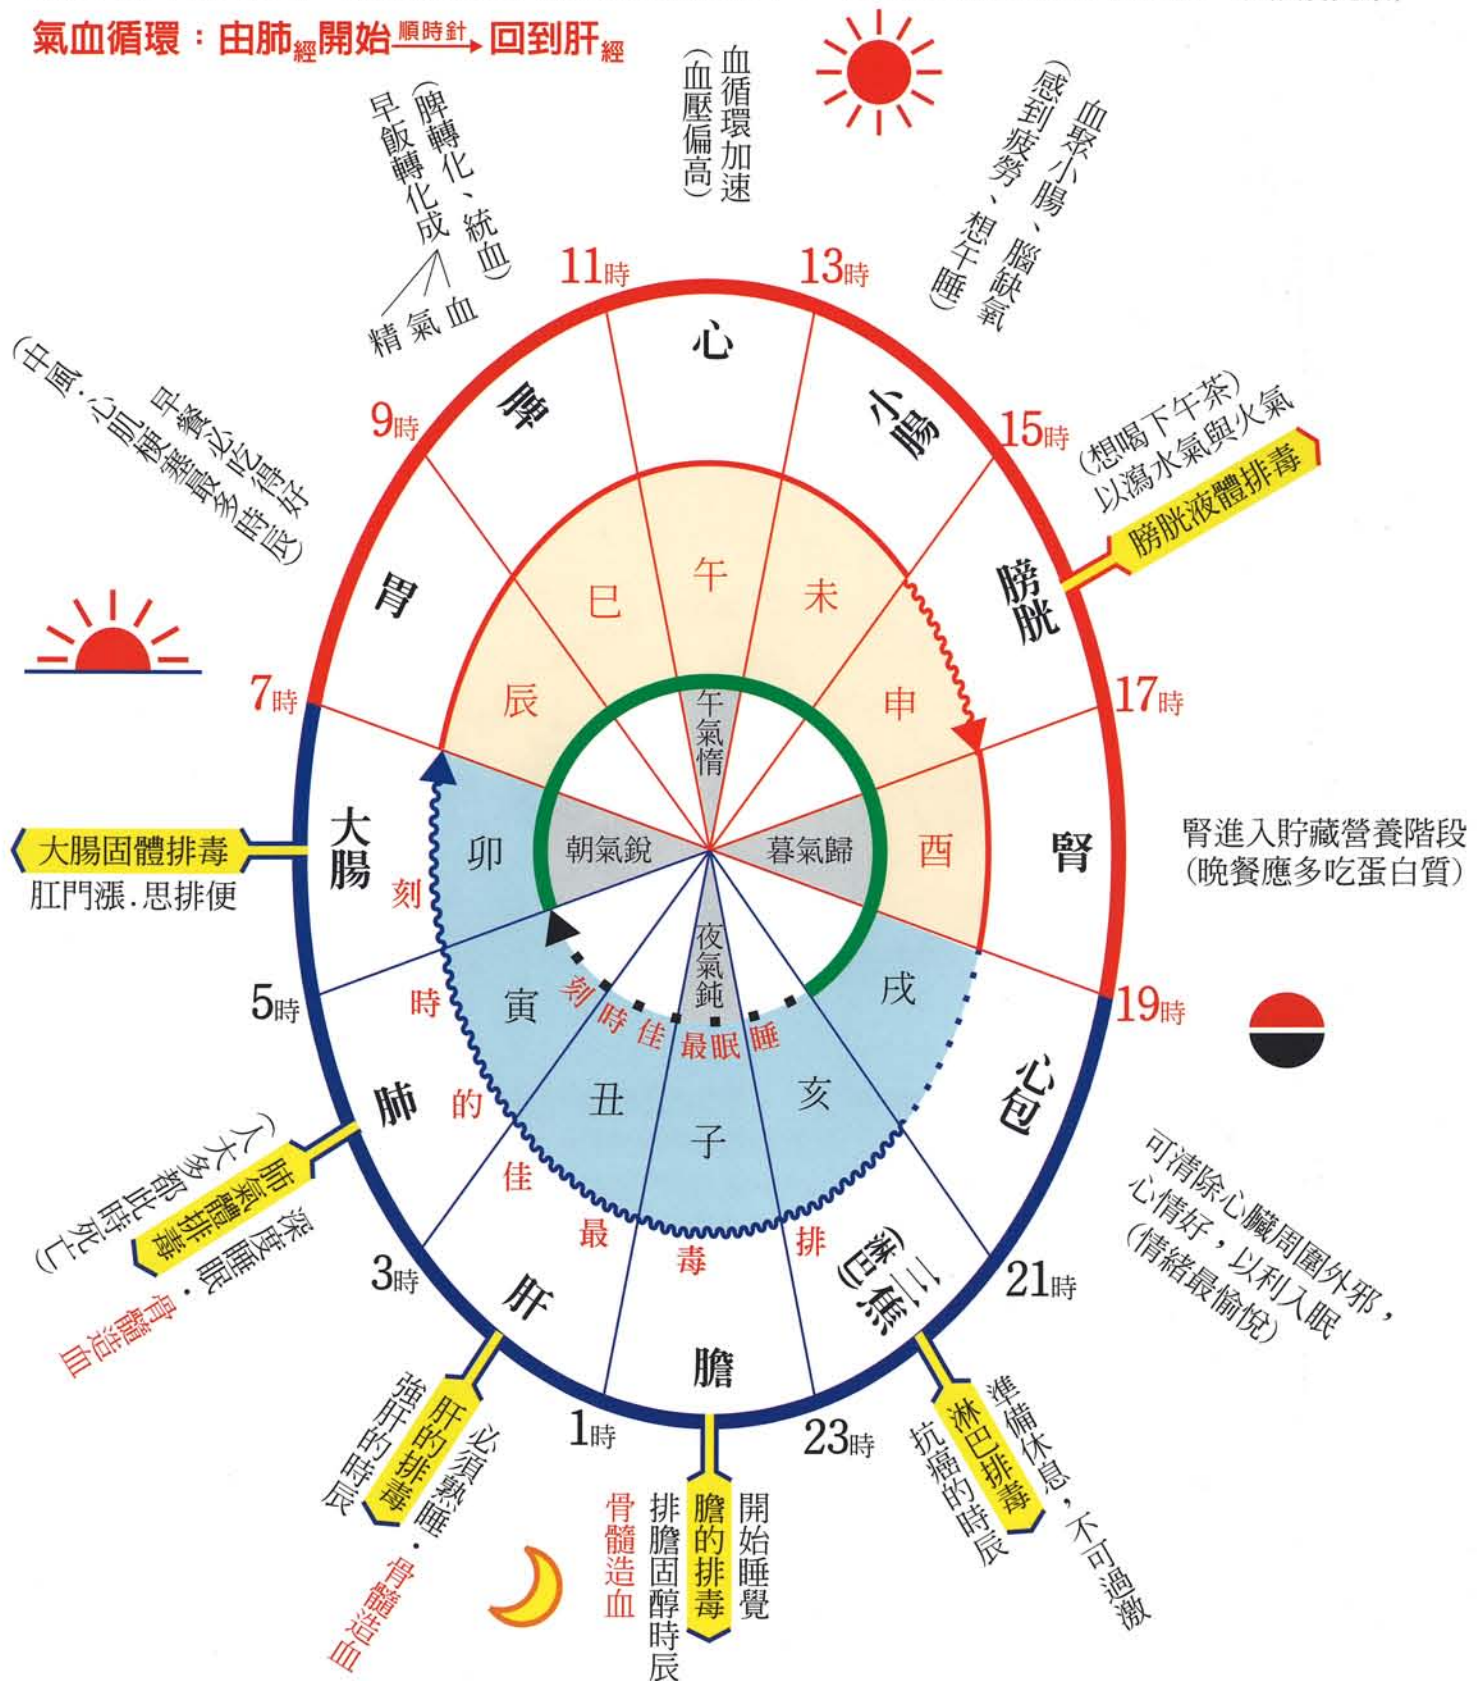 氣血循環：由肺經開始 順時針 回到肝經
血循環加速
(血壓偏高)
血聚小腸、腦缺氧
(感到疲勞、想午睡)
(脾轉化、統血)
早飯轉化成
精氣血
早餐必吃得好
(中風.心肌梗塞最多時辰)
(想喝下午茶)
以瀉水氣與火氣
膀胱液體排毒
11時
13時
9時
15時
7時
17時
5時
19時
3時
21時
1時
23時
心
小腸
膀胱
腎
心包
三焦
(淋巴)
膽
肝
肺
大腸
胃
脾
午
未
申
酉
戌
亥
子
丑
寅
卯
辰
巳
午氣惰
暮氣歸
夜氣鈍
朝氣銳
睡眠最佳時刻
排毒最佳的時刻
大腸固體排毒
肛門漲.思排便
腎進入貯藏營養階段
(晚餐應多吃蛋白質)
可清除心臟周圍外邪，
心情好，以利入眠
(情緒最愉悅)
準備休息，不可過激
淋巴排毒
抗癌的時辰
開始睡覺
膽的排毒
排膽固醇時辰
骨髓造血
必須熟睡．骨髓造血
肝的排毒
強肝的時辰
深度睡眠．骨髓造血
肺氣體排毒
(人大多都此時死亡)